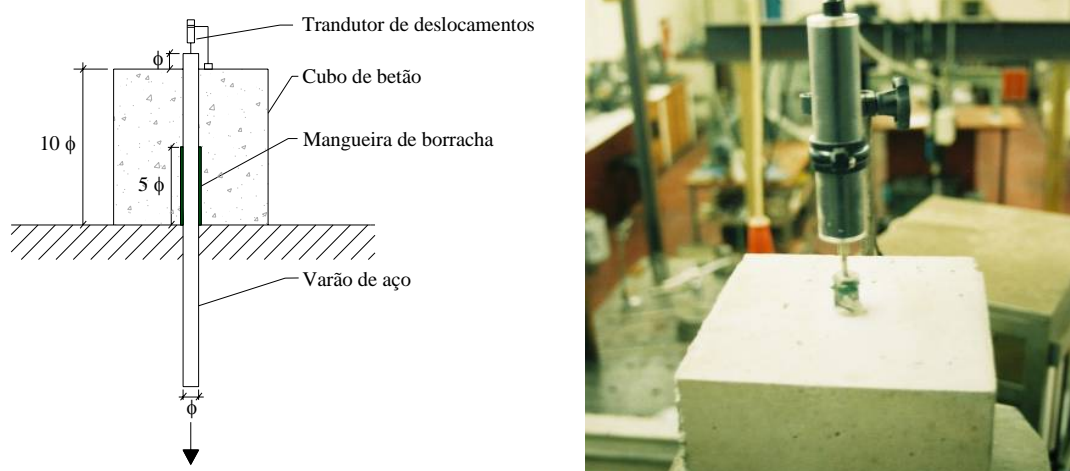 Trandutor de deslocamentos
ϕ
Cubo de betão
10 ϕ
Mangueira de borracha
5 ϕ
Varão de aço
ϕ